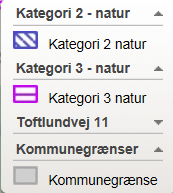 Kategori 2 - natur
Kategori 2 natur
Kategori 3 - natur
Kategori 3 natur
Toftlundvej 11
Kommunegrænser
Kommunegrænse